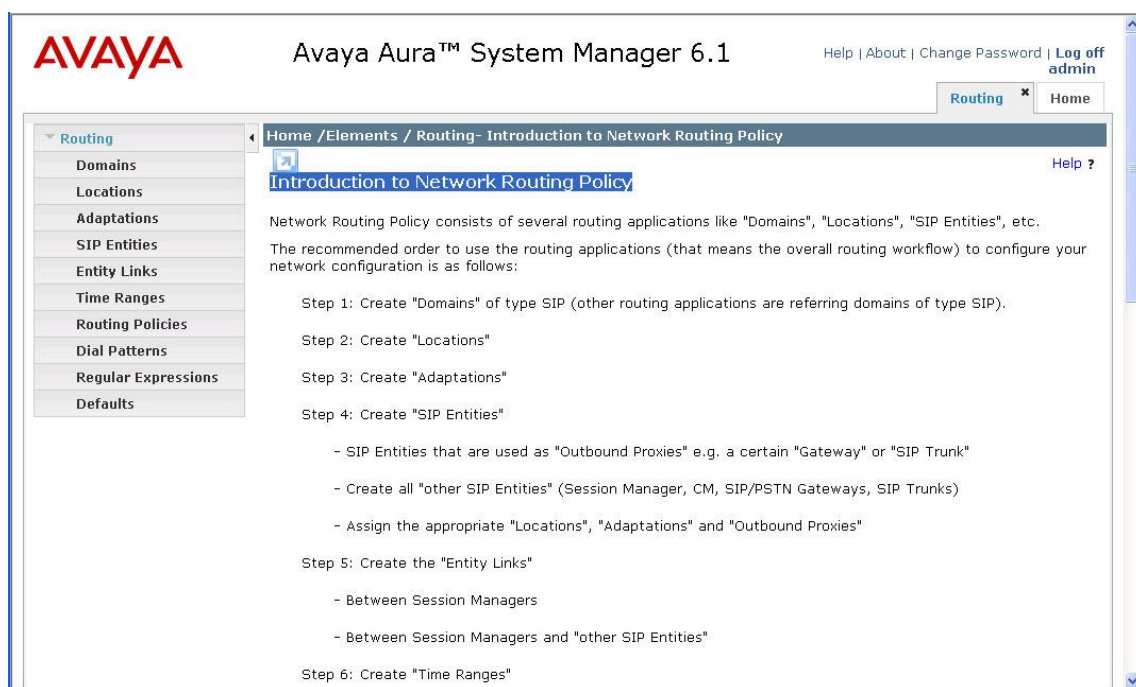 AVAYA
Avaya Aura™ System Manager 6.1
Help | About | Change Password | Log off
admin
Routing × Home
Routing
Domains
Locations
Adaptations
SIP Entities
Entity Links
Time Ranges
Routing Policies
Dial Patterns
Regular Expressions
Defaults
Home /Elements / Routing- Introduction to Network Routing Policy
Help ?
Introduction to Network Routing Policy
Network Routing Policy consists of several routing applications like "Domains", "Locations", "SIP Entities", etc.
The recommended order to use the routing applications (that means the overall routing workflow) to configure your
network configuration is as follows:
Step 1: Create "Domains" of type SIP (other routing applications are referring domains of type SIP).
Step 2: Create "Locations"
Step 3: Create "Adaptations"
Step 4: Create "SIP Entities"
- SIP Entities that are used as "Outbound Proxies" e.g. a certain "Gateway" or "SIP Trunk"
- Create all "other SIP Entities" (Session Manager, CM, SIP/PSTN Gateways, SIP Trunks)
- Assign the appropriate "Locations", "Adaptations" and "Outbound Proxies"
Step 5: Create the "Entity Links"
- Between Session Managers
- Between Session Managers and "other SIP Entities"
Step 6: Create "Time Ranges"